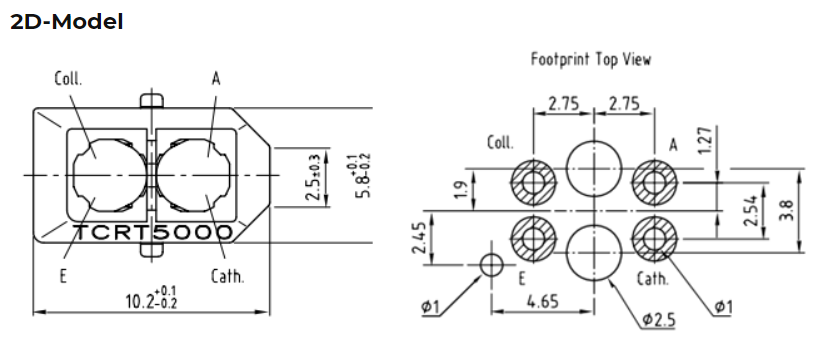 2D-Model
Footprint Top View
Coll.
A
2.75
2.75
Coll.
A
1.27
1.9
2.5±0.3
5.8+0.1-0.2
2.54
3.8
2.45
TCRT5000
E
Cath.
E
Cath.
10.2+0.1-0.2
Ø1
4.65
Ø2.5
Ø1